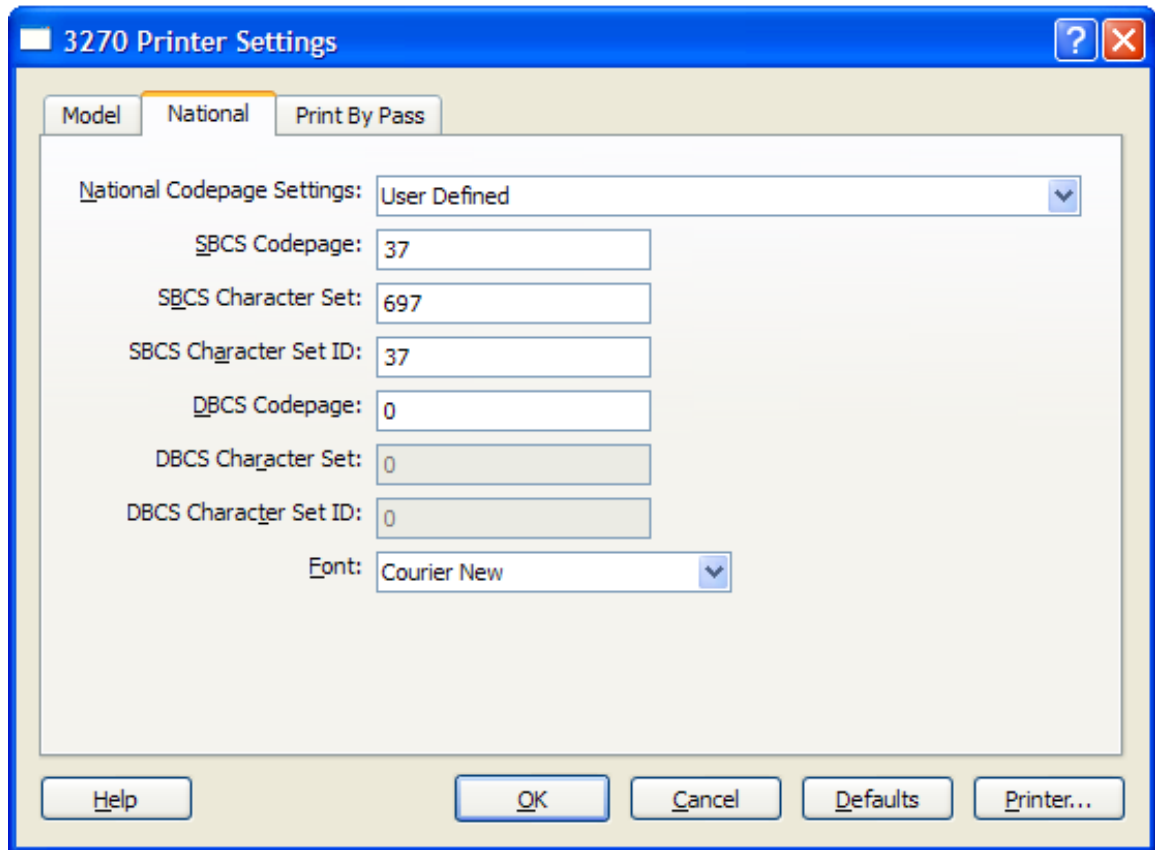 3270 Printer Settings
Model National Print By Pass
National Codepage Settings: User Defined
SBCS Codepage: 37
SBCS Character Set: 697
SBCS Character Set ID: 37
DBCS Codepage: 0
DBCS Character Set: 0
DBCS Character Set ID: 0
Font: Courier New
Help OK Cancel Defaults Printer...